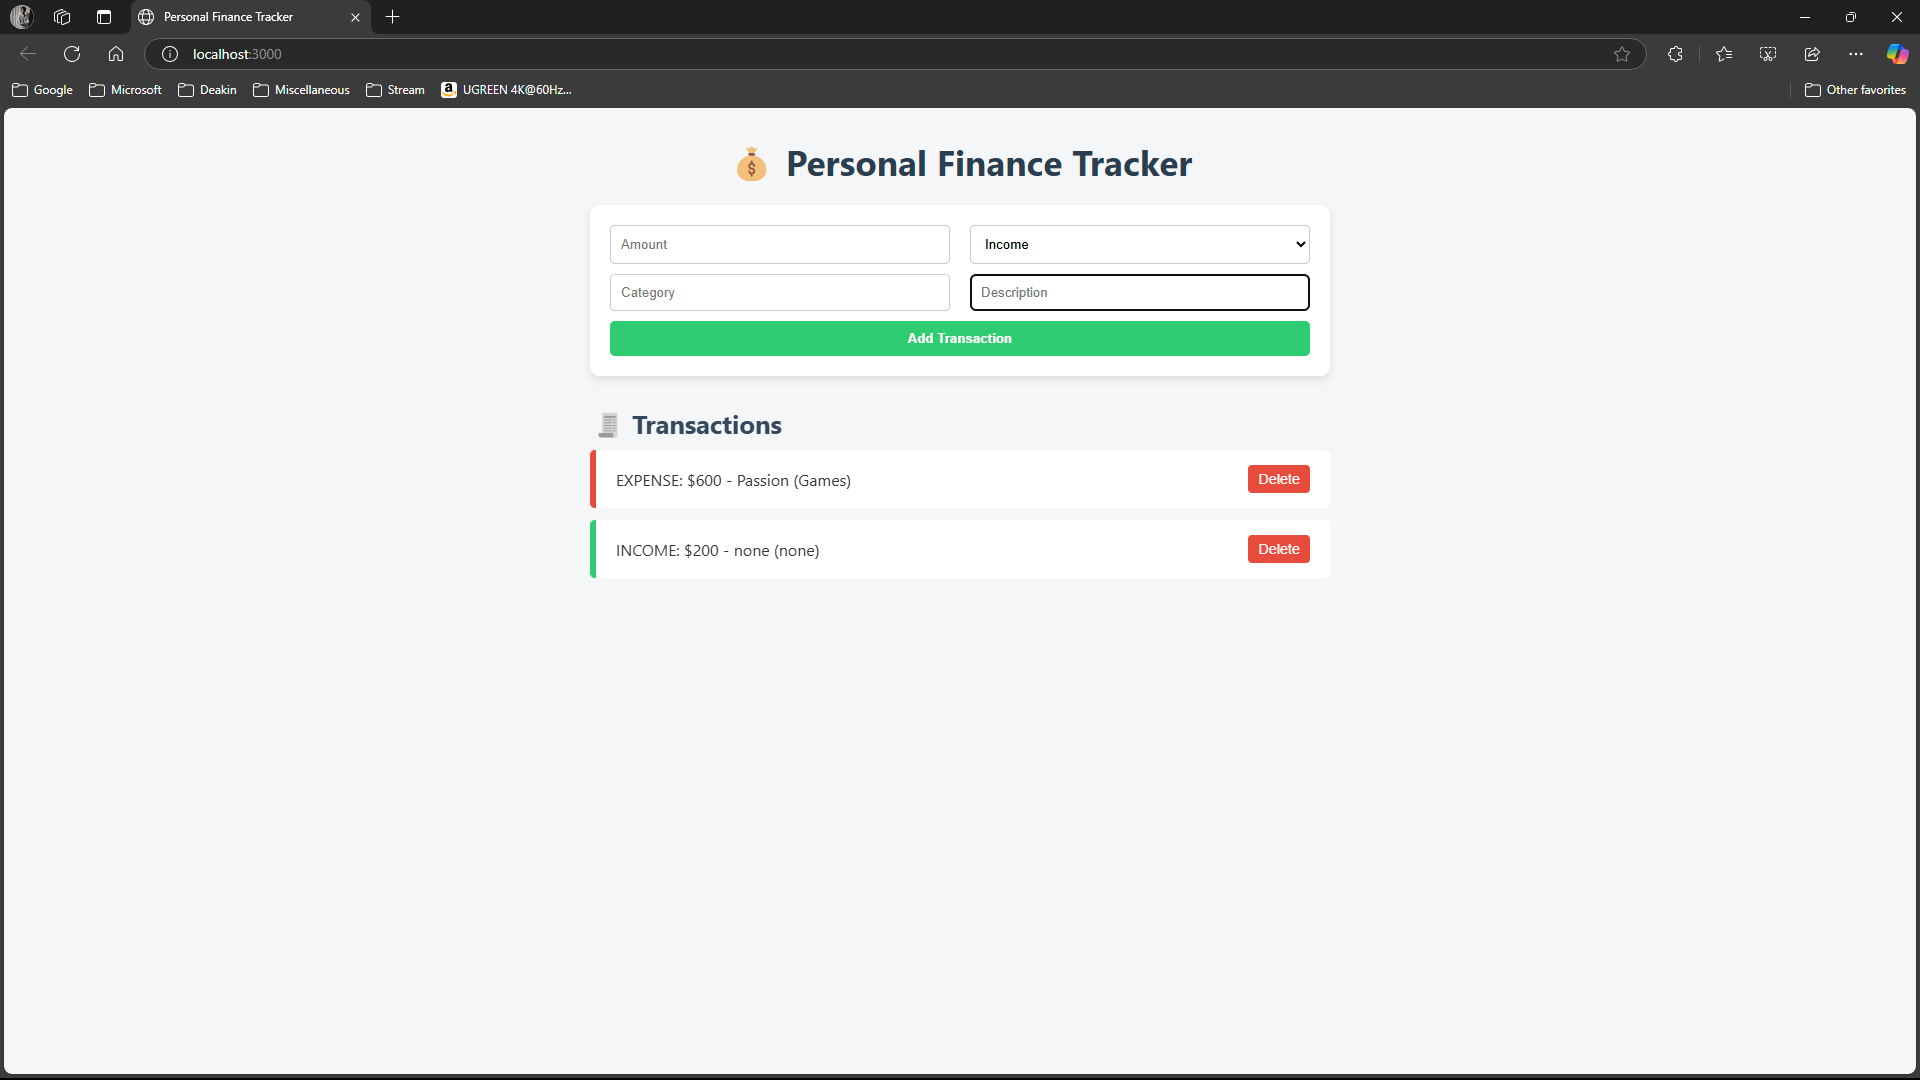 Personal Finance Tracker
localhost:3000
Google Microsoft Deakin Miscellaneous Stream UGREEN 4K@60Hz... Other favorites
Personal Finance Tracker
Amount Income
Category Description
Add Transaction
Transactions
EXPENSE: $600 - Passion (Games) Delete
INCOME: $200 - none (none) Delete